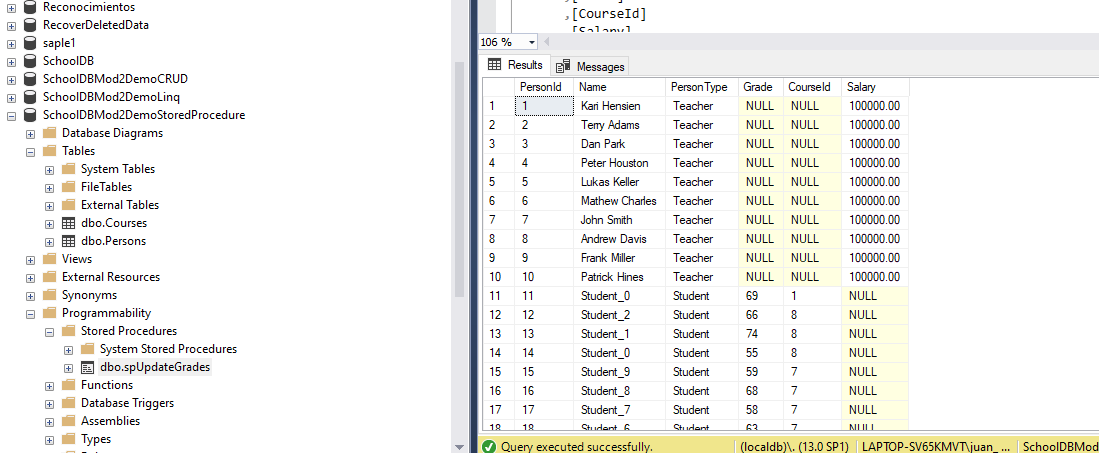 Reconocimientos
RecoverDeletedData
saple1
SchoolDB
SchoolDBMod2DemoCRUD
SchoolDBMod2DemoLinq
SchoolDBMod2DemoStoredProcedure
Database Diagrams
Tables
System Tables
FileTables
External Tables
dbo.Courses
dbo.Persons
Views
External Resources
Synonyms
Programmability
Stored Procedures
System Stored Procedures
dbo.spUpdateGrades
Functions
Database Triggers
Assemblies
Types
,[CourseId]
[Salary]
106 %
Results Messages
PersonId Name PersonType Grade CourseId Salary
1 1 Kari Hensien Teacher NULL NULL 100000.00
2 2 Terry Adams Teacher NULL NULL 100000.00
3 3 Dan Park Teacher NULL NULL 100000.00
4 4 Peter Houston Teacher NULL NULL 100000.00
5 5 Lukas Keller Teacher NULL NULL 100000.00
6 6 Mathew Charles Teacher NULL NULL 100000.00
7 7 John Smith Teacher NULL NULL 100000.00
8 8 Andrew Davis Teacher NULL NULL 100000.00
9 9 Frank Miller Teacher NULL NULL 100000.00
10 10 Patrick Hines Teacher NULL NULL 100000.00
11 11 Student_0 Student 69 1 NULL
12 12 Student_2 Student 66 8 NULL
13 13 Student_1 Student 74 8 NULL
14 14 Student_0 Student 55 8 NULL
15 15 Student_9 Student 59 7 NULL
16 16 Student_8 Student 68 7 NULL
17 17 Student_7 Student 58 7 NULL
18 18 Student_6 Student 63 7 NULL
Query executed successfully. (localdb)\. (13.0 SP1) LAPTOP-SV65KMVT\juan_ ... SchoolDBMod